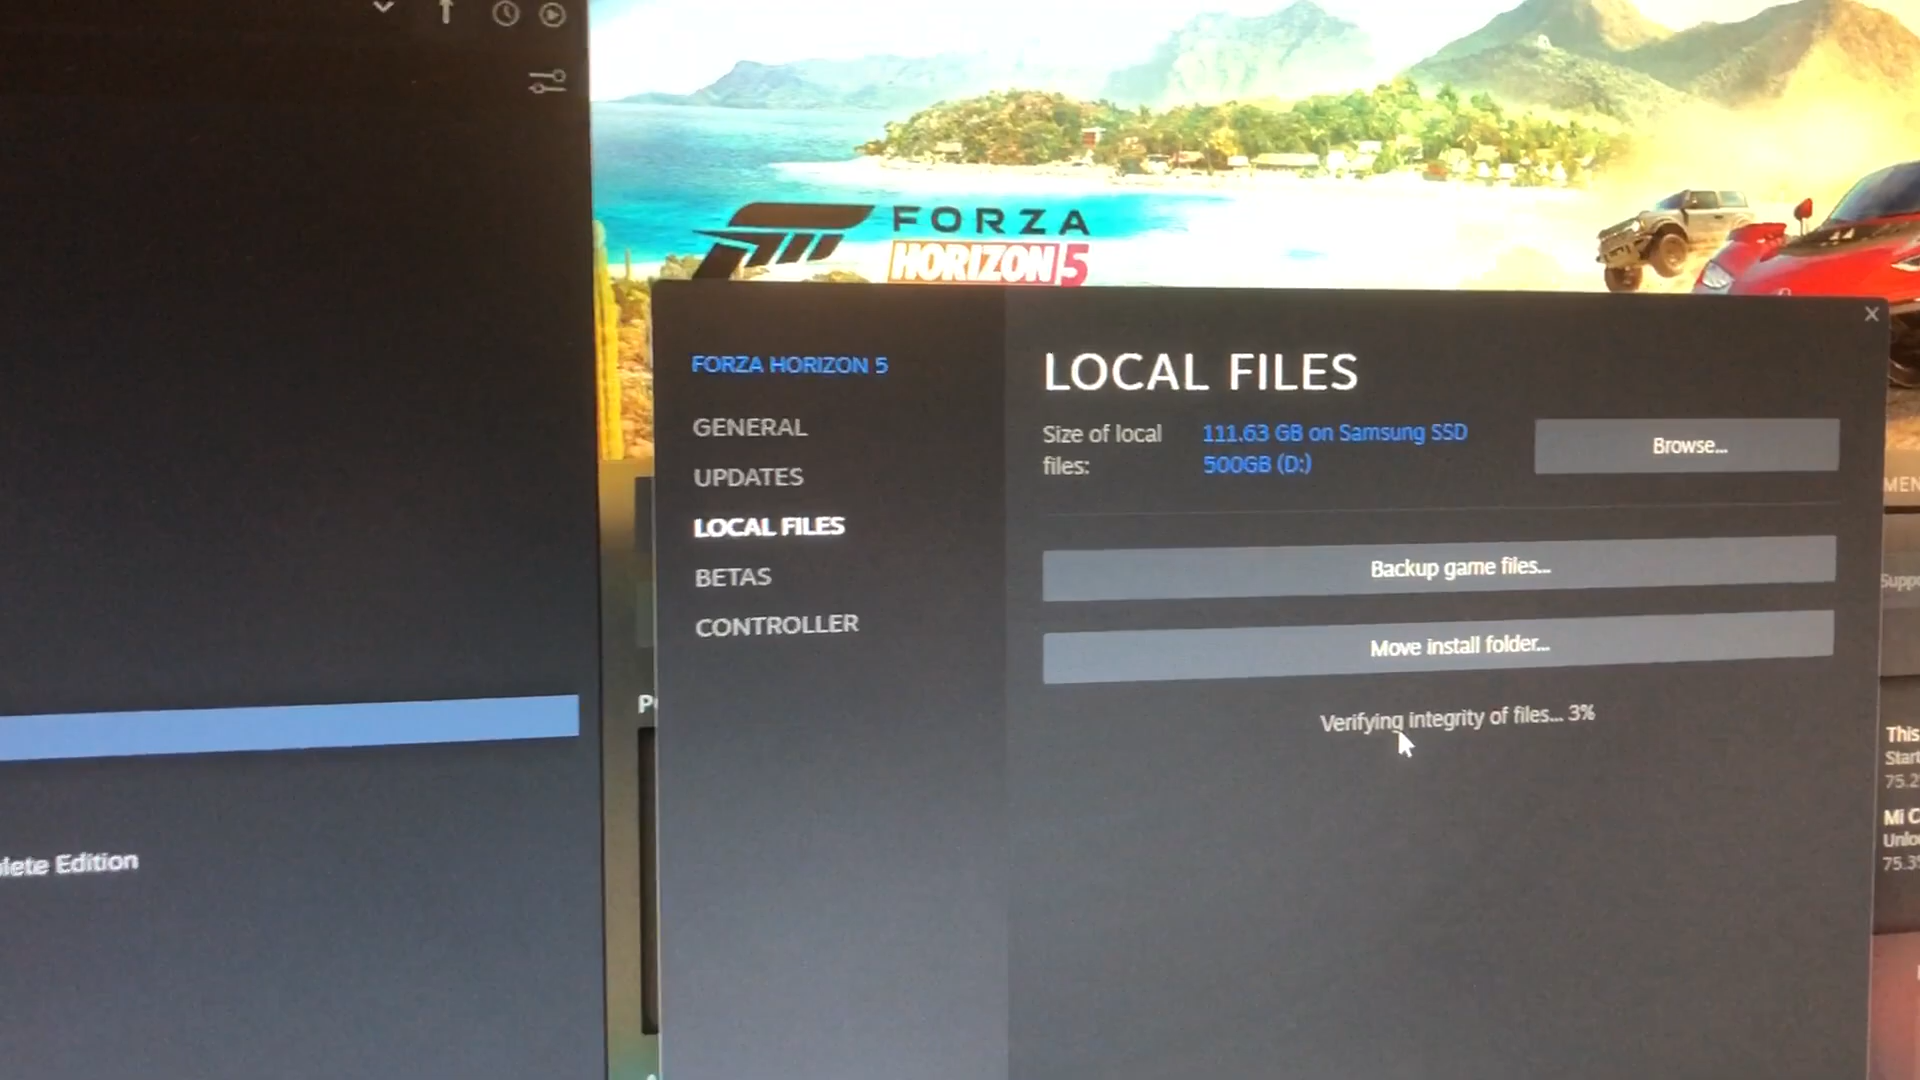 FORZA
HORIZON 5
FORZA HORIZON 5
GENERAL
UPDATES
LOCAL FILES
BETAS
CONTROLLER
LOCAL FILES
Size of local
files:
111.63 GB on Samsung SSD
500GB (D:)
Browse...
Backup game files...
Move install folder...
Verifying integrity of files... 3%
lete Edition
This